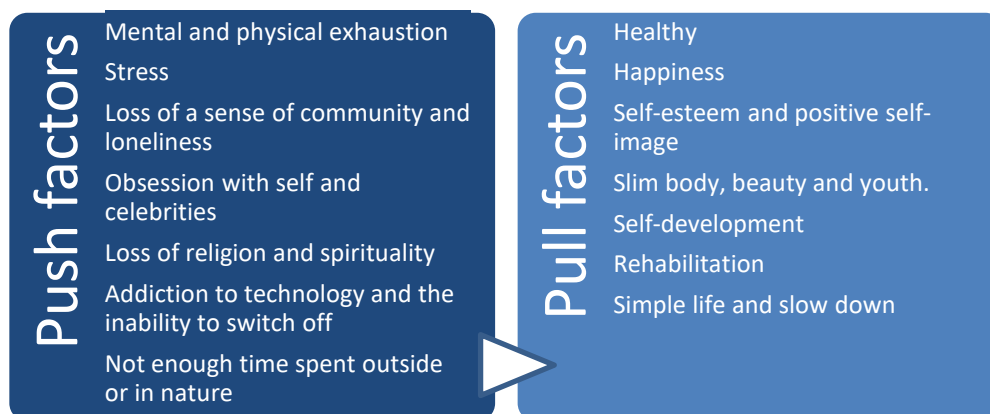 Push factors
Mental and physical exhaustion
Stress
Loss of a sense of community and
loneliness
Obsession with self and
celebrities
Loss of religion and spirituality
Addiction to technology and the
inability to switch off
Not enough time spent outside
or in nature
Pull factors
Healthy
Happiness
Self-esteem and positive self-
image
Slim body, beauty and youth.
Self-development
Rehabilitation
Simple life and slow down